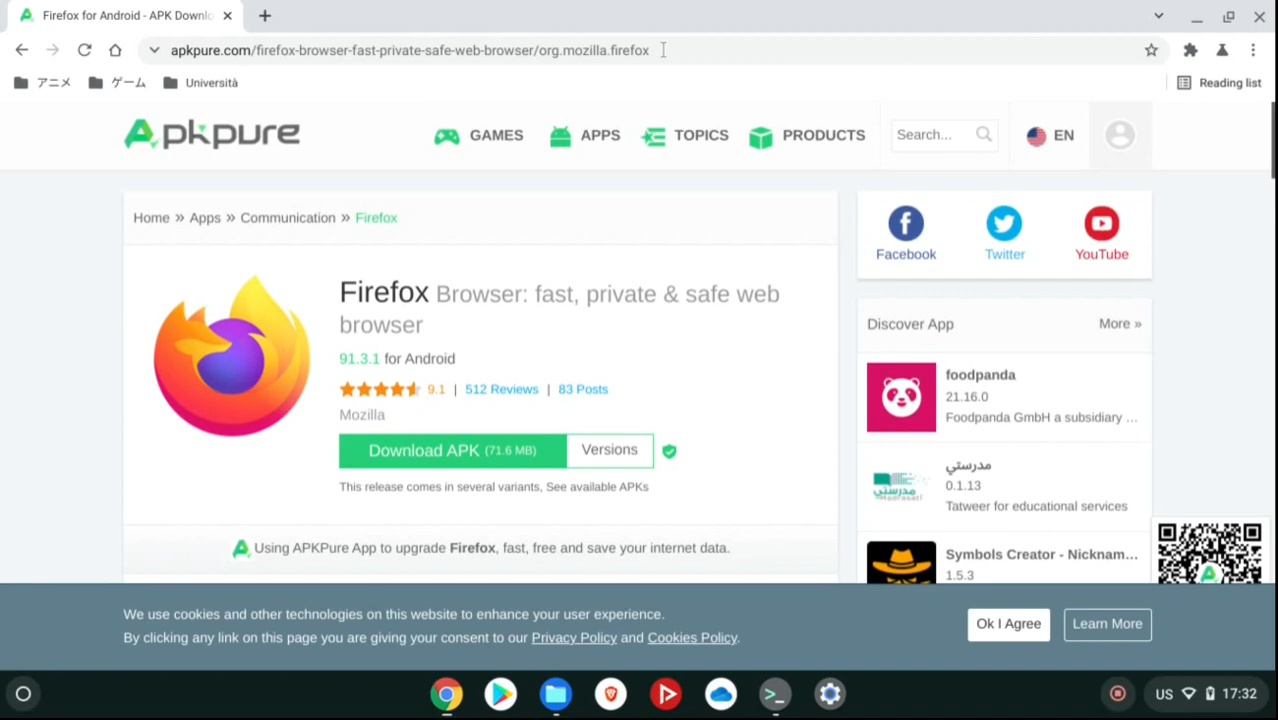 Firefox for Android - APK Downlo
apkpure.com/firefox-browser-fast-private-safe-web-browser/org.mozilla.firefox
アニメ
ゲーム
Università
Reading list
Apkpure
GAMES
APPS
TOPICS
PRODUCTS
Search...
EN
Home » Apps » Communication » Firefox
Facebook
Twitter
YouTube
Firefox Browser: fast, private & safe web
browser
91.3.1 for Android
9.1 | 512 Reviews | 83 Posts
Mozilla
Download APK (71.6 MB)
Versions
This release comes in several variants, See available APKs
Using APKPure App to upgrade Firefox, fast, free and save your internet data.
Discover App
More »
foodpanda
21.16.0
Foodpanda GmbH a subsidiary ...
مدرستي
Madrasati
مدرستي
0.1.13
Tatweer for educational services
Symbols Creator - Nicknam...
1.5.3
We use cookies and other technologies on this website to enhance your user experience.
By clicking any link on this page you are giving your consent to our Privacy Policy and Cookies Policy.
Ok I Agree
Learn More
US
17:32